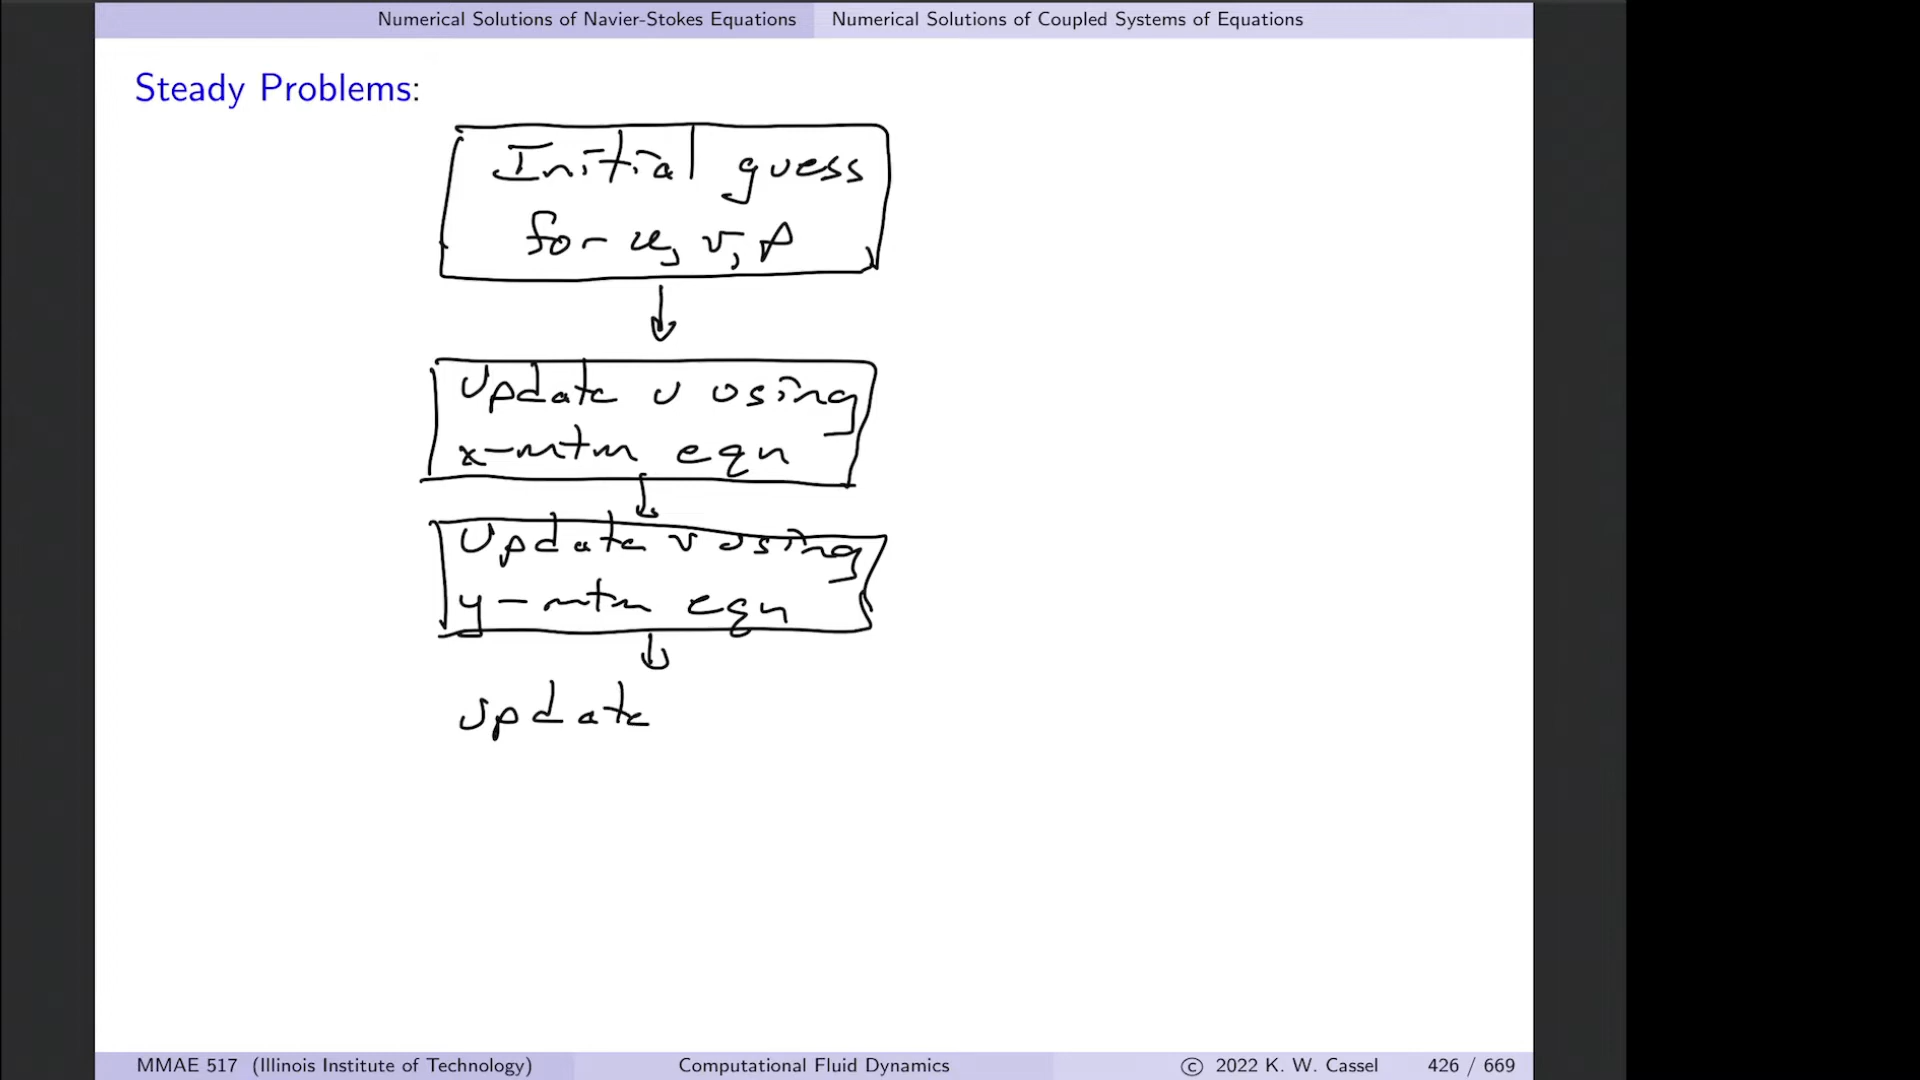 Numerical Solutions of Navier-Stokes Equations Numerical Solutions of Coupled Systems of Equations
Steady Problems:
Initial guess
for u, v, p
Update u using
x-mtm eqn
Update v using
y-mtm eqn
Update
MMAE 517 (Illinois Institute of Technology) Computational Fluid Dynamics © 2022 K. W. Cassel 426 / 669